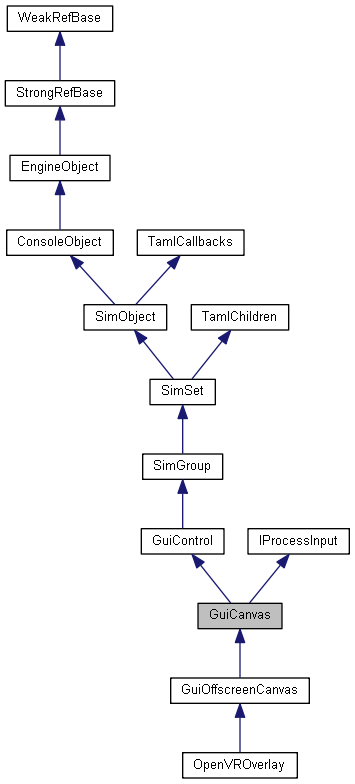 WeakRefBase
StrongRefBase
EngineObject
ConsoleObject
TamlCallbacks
SimObject
TamlChildren
SimSet
SimGroup
GuiControl
IProcessInput
GuiCanvas
GuiOffscreenCanvas
OpenVROverlay